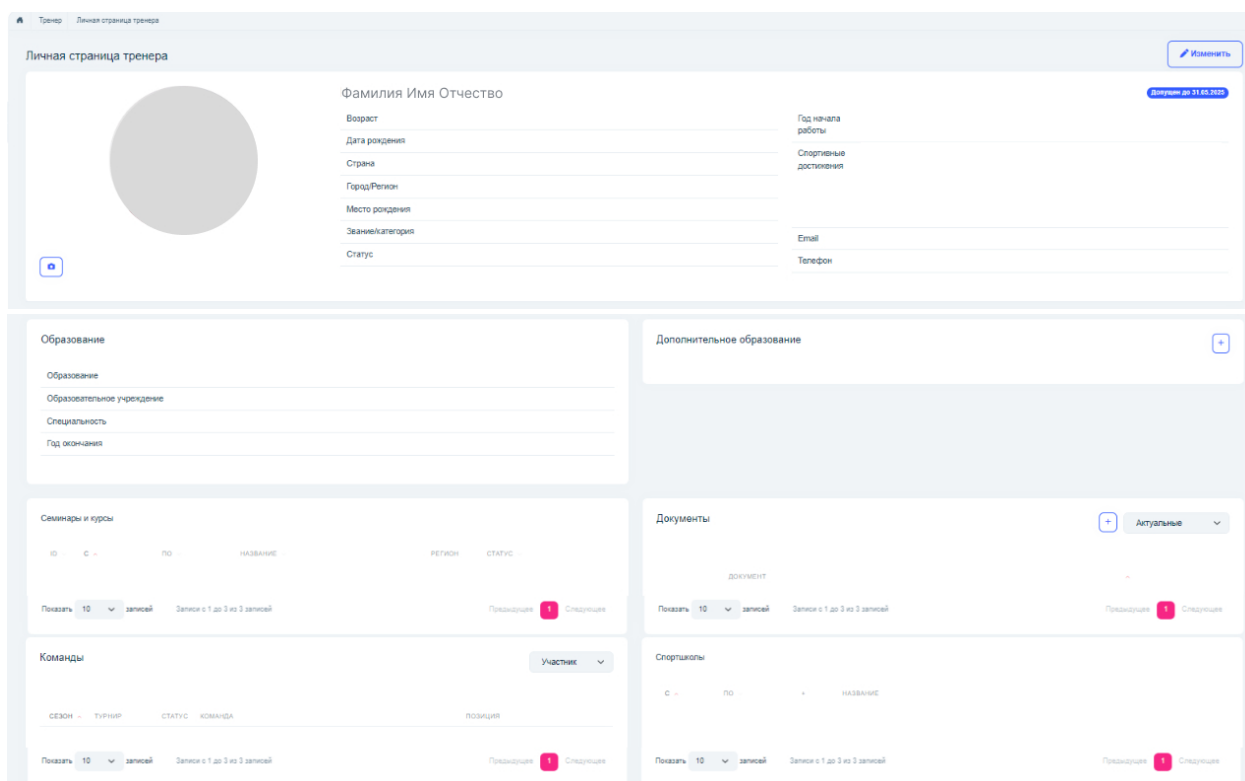 Тренер Личная страница тренера
Личная страница тренера
Изменить
Фамилия Имя Отчество
Допущен до 31.05.2025
Возраст
Дата рождения
Страна
Город/Регион
Место рождения
Звание/категория
Статус
Год начала
работы
Спортивные
достижения
Email
Телефон
Образование
Образование
Образовательное учреждение
Специальность
Год окончания
Дополнительное образование
+
Семинары и курсы
ID С ПО НАЗВАНИЕ РЕГИОН СТАТУС
Показать 10 записей Записи с 1 до 3 из 3 записей Предыдущая 1 Следующая
Документы
+ Актуальные
ДОКУМЕНТ
Показать 10 записей Записи с 1 до 3 из 3 записей Предыдущая 1 Следующая
Команды
Участник
СЕЗОН ТУРНИР СТАТУС КОМАНДА ПОЗИЦИЯ
Показать 10 записей Записи с 1 до 3 из 3 записей Предыдущая 1 Следующая
Спортшколы
С ПО + НАЗВАНИЕ
Показать 10 записей Записи с 1 до 3 из 3 записей Предыдущая 1 Следующая